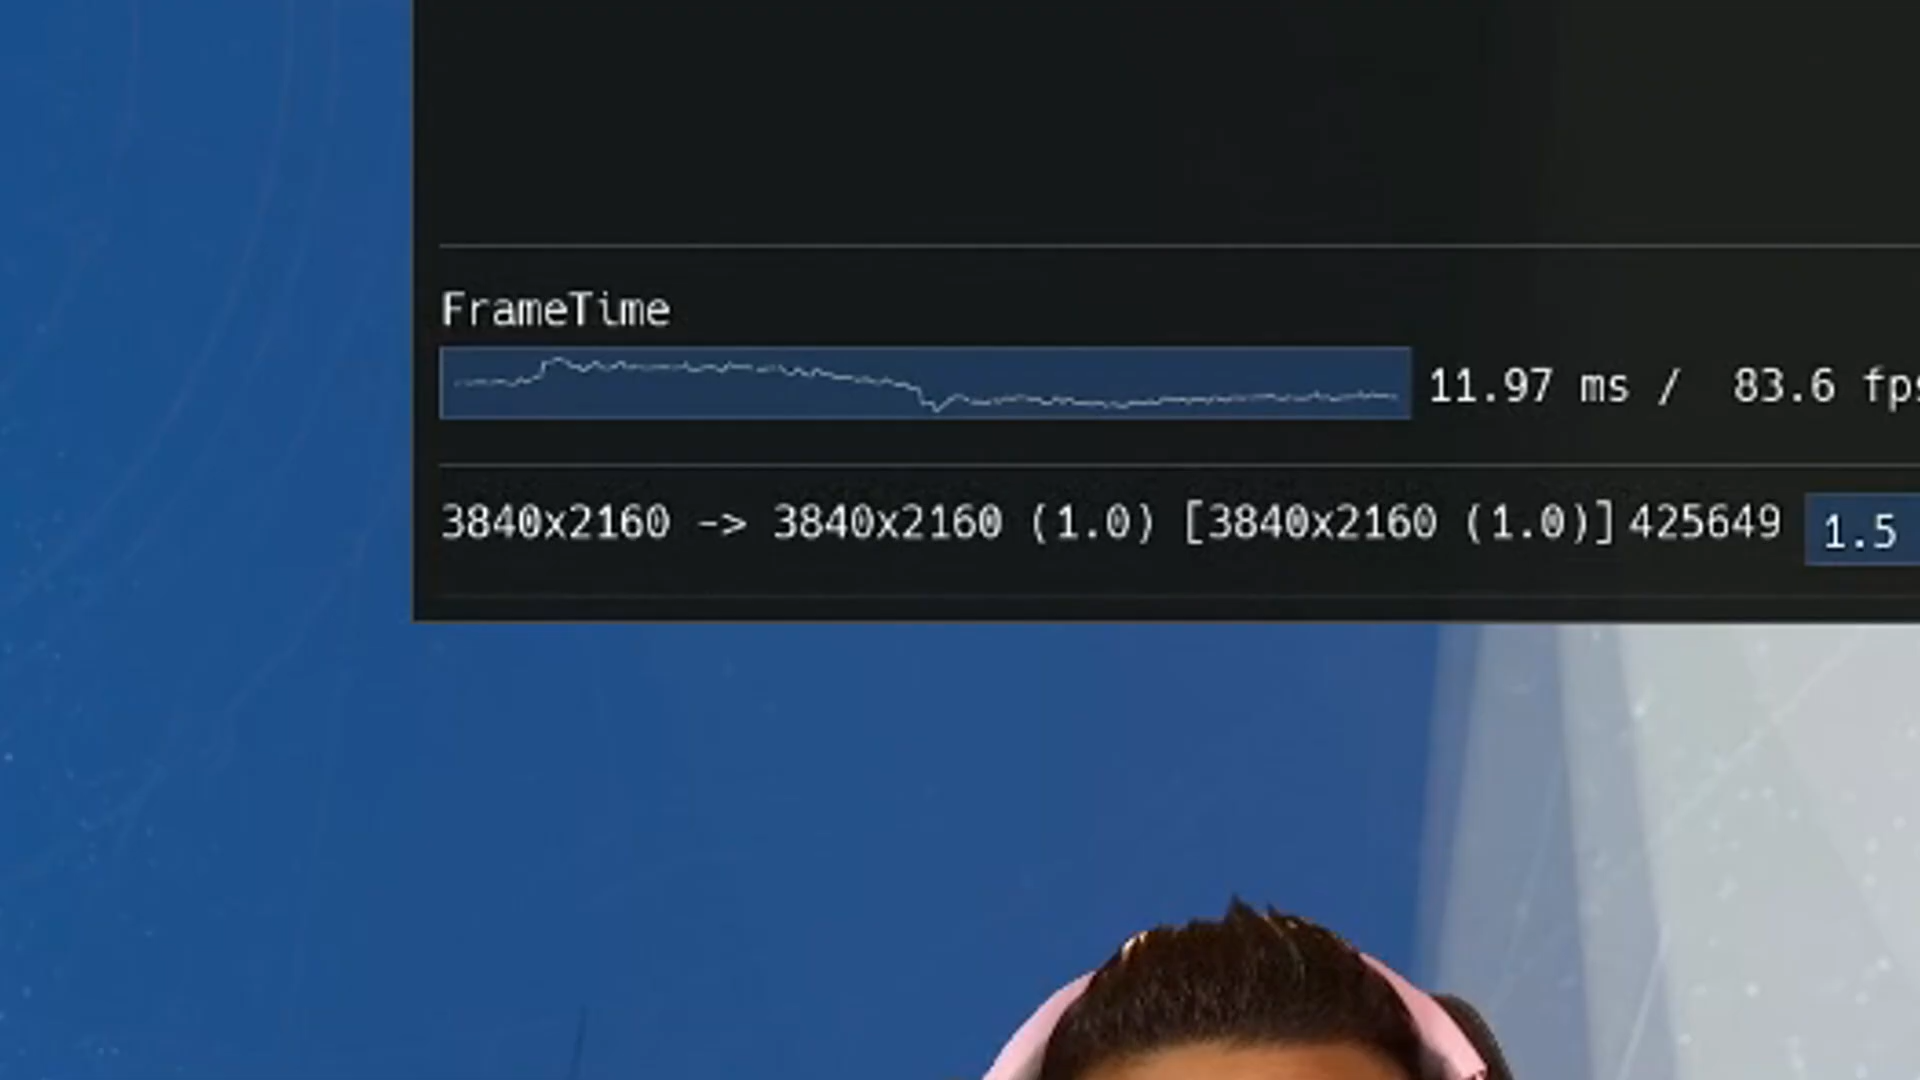 FrameTime
11.97 ms / 83.6 fps
3840x2160 -> 3840x2160 (1.0) [3840x2160 (1.0)] 425649 1.5